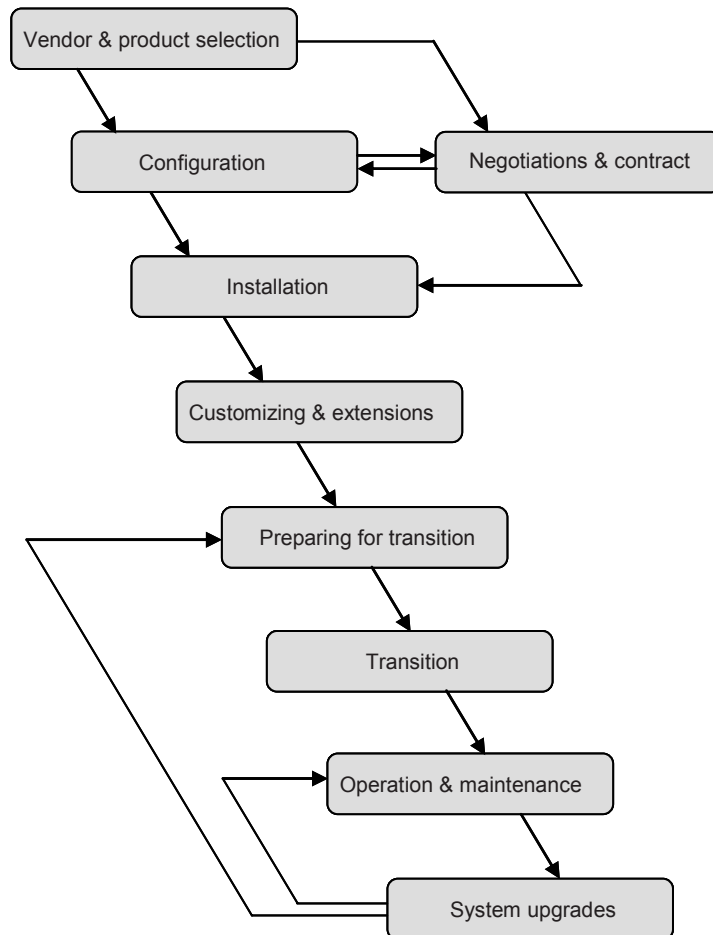 Vendor & product selection
Configuration
Negotiations & contract
Installation
Customizing & extensions
Preparing for transition
Transition
Operation & maintenance
System upgrades